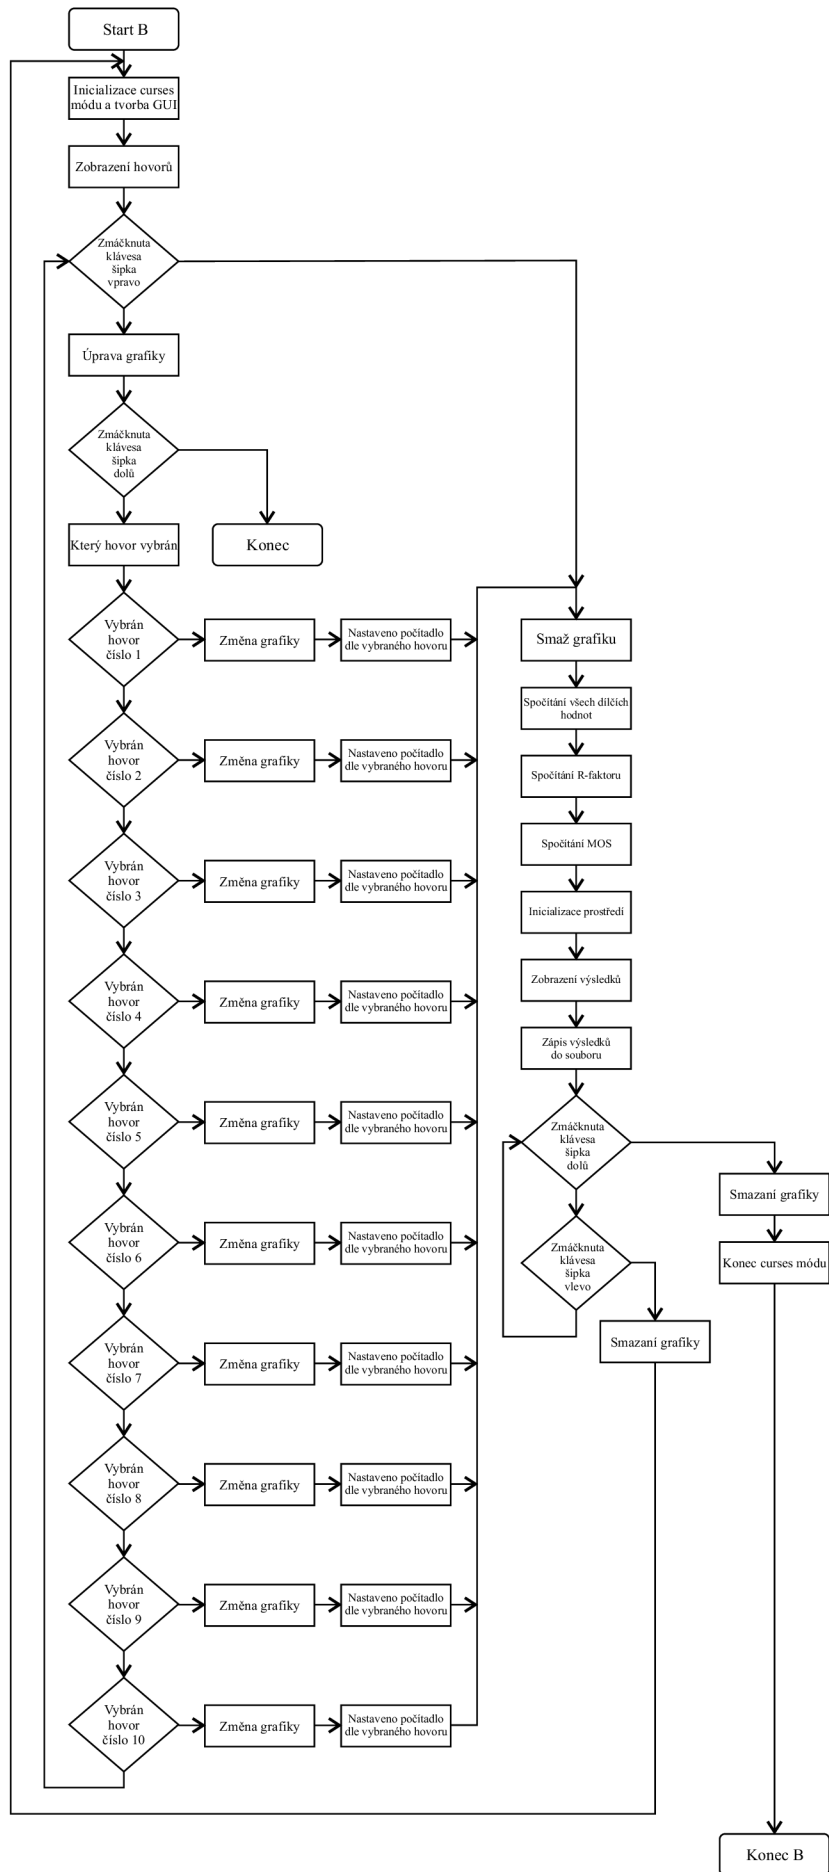 Start B
Inicializace curses
módu a tvorba GUI
Zobrazení hovorů
Zmáčknuta
klávesa
šipka
vpravo
Úprava grafiky
Zmáčknuta
klávesa
šipka
dolů
Který hovor vybrán
Konec
Vybrán
hovor
číslo 1
Změna grafiky
Nastaveno počítadlo
dle vybraného hovoru
Vybrán
hovor
číslo 2
Změna grafiky
Nastaveno počítadlo
dle vybraného hovoru
Vybrán
hovor
číslo 3
Změna grafiky
Nastaveno počítadlo
dle vybraného hovoru
Vybrán
hovor
číslo 4
Změna grafiky
Nastaveno počítadlo
dle vybraného hovoru
Vybrán
hovor
číslo 5
Změna grafiky
Nastaveno počítadlo
dle vybraného hovoru
Vybrán
hovor
číslo 6
Změna grafiky
Nastaveno počítadlo
dle vybraného hovoru
Vybrán
hovor
číslo 7
Změna grafiky
Nastaveno počítadlo
dle vybraného hovoru
Vybrán
hovor
číslo 8
Změna grafiky
Nastaveno počítadlo
dle vybraného hovoru
Vybrán
hovor
číslo 9
Změna grafiky
Nastaveno počítadlo
dle vybraného hovoru
Vybrán
hovor
číslo 10
Změna grafiky
Nastaveno počítadlo
dle vybraného hovoru
Smaž grafiku
Spočítání všech dílčích
hodnot
Spočítání R-faktoru
Spočítání MOS
Inicializace prostředí
Zobrazení výsledků
Zápis výsledků
do souboru
Zmáčknuta
klávesa
šipka
dolů
Zmáčknuta
klávesa
šipka
vlevo
Smazaní grafiky
Smazaní grafiky
Konec curses módu
Konec B